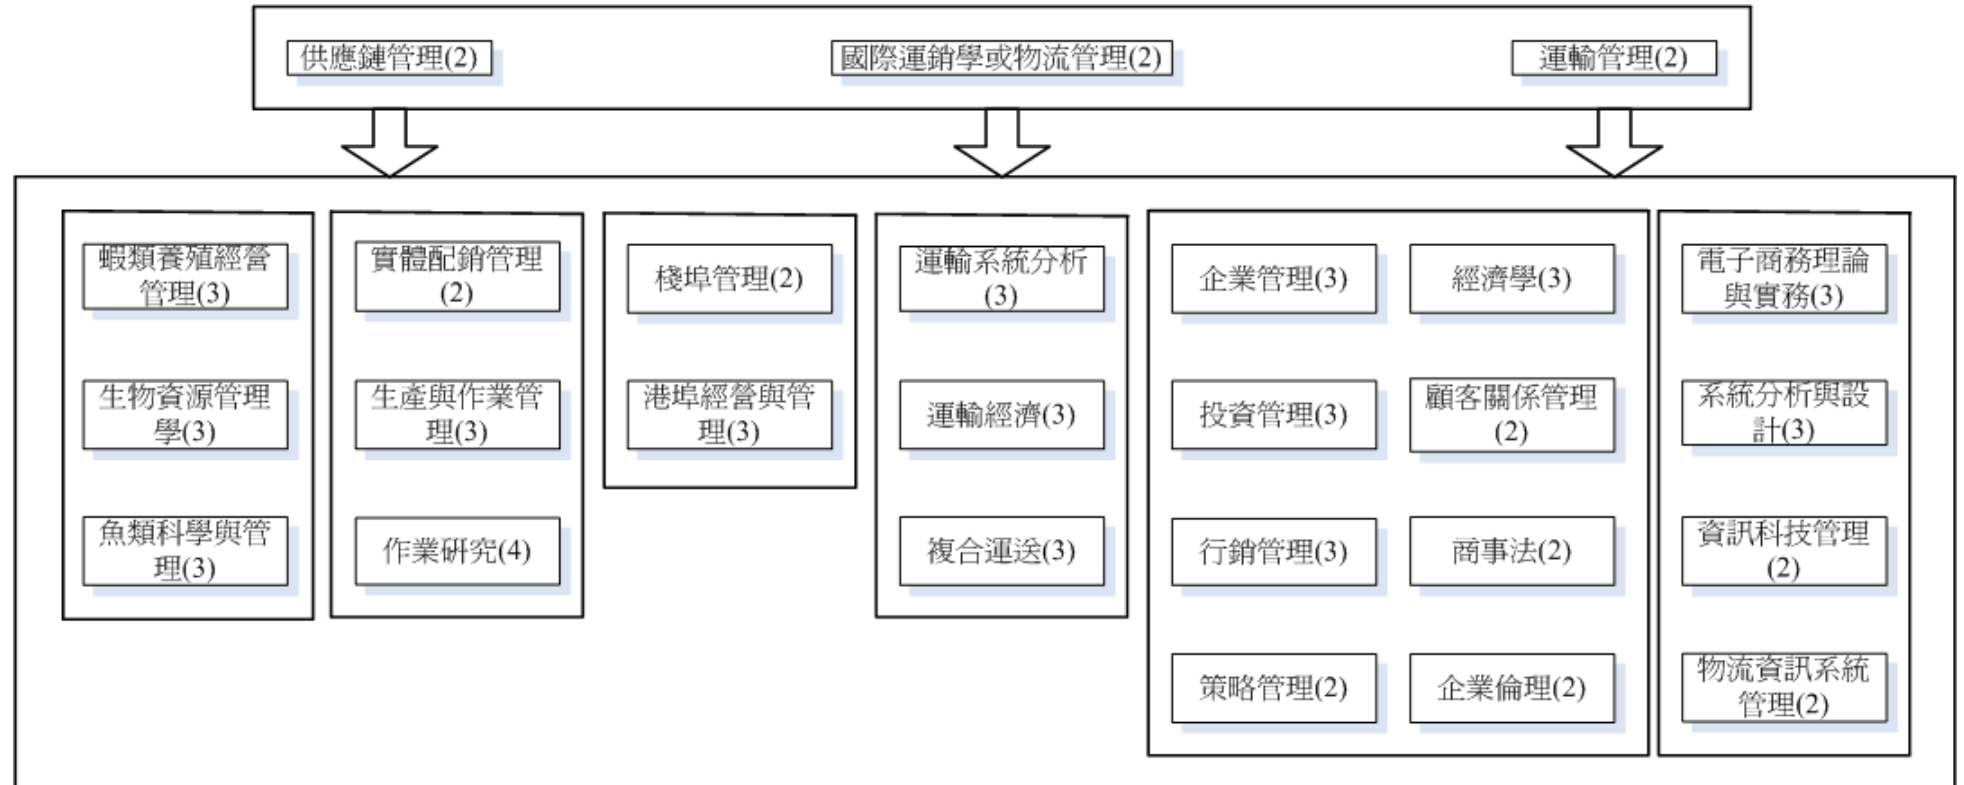 供應鏈管理(2)
國際運銷學或物流管理(2)
運輸管理(2)
蝦類養殖經營
管理(3)
生物資源管理
學(3)
魚類科學與管
理(3)
實體配銷管理
(2)
生產與作業管
理(3)
作業研究(4)
棧埠管理(2)
港埠經營與管
理(3)
運輸系統分析
(3)
運輸經濟(3)
複合運送(3)
企業管理(3)
經濟學(3)
投資管理(3)
顧客關係管理
(2)
行銷管理(3)
商事法(2)
策略管理(2)
企業倫理(2)
電子商務理論
與實務(3)
系統分析與設
計(3)
資訊科技管理
(2)
物流資訊系統
管理(2)